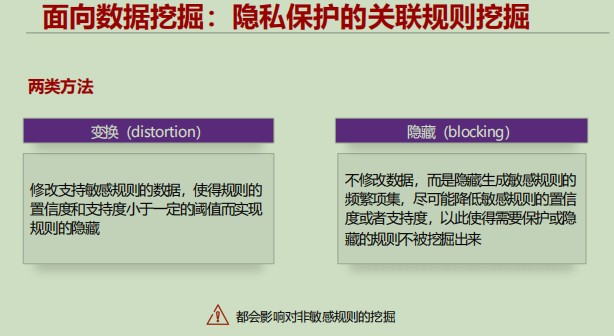 面向数据挖掘：隐私保护的关联规则挖掘
两类方法
变换（distortion）
修改支持敏感规则的数据，使得规则的
置信度和支持度小于一定的阈值而实现
规则的隐藏
隐藏（blocking）
不修改数据，而是隐藏生成敏感规则的
频繁项集，尽可能降低敏感规则的置信
度或者支持度，以此使得需要保护或隐
藏的规则不被挖掘出来
都会影响对非敏感规则的挖掘